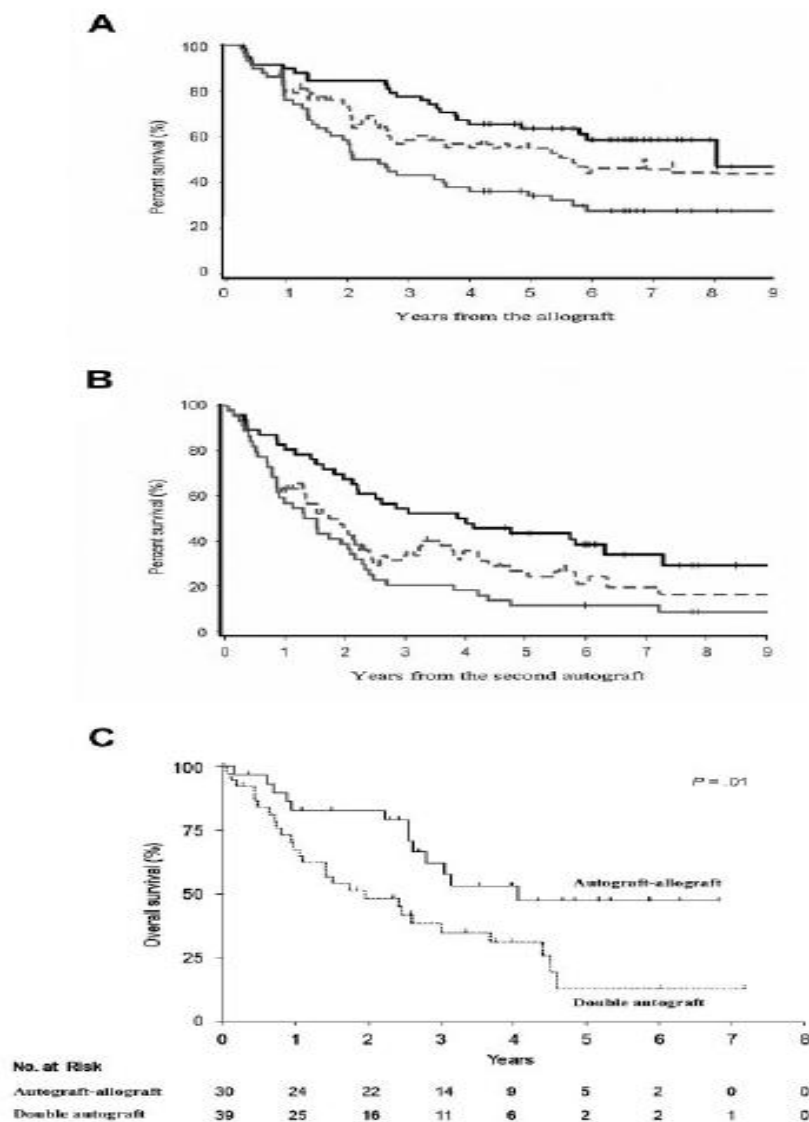 A
Percent survival (%)
100
80
60
40
20
0
0 1 2 3 4 5 6 7 8 9
Years from the allograft
B
Percent survival (%)
100
80
60
40
20
0
0 1 2 3 4 5 6 7 8 9
Years from the second autograft
C
Overall survival (%)
100
75
50
25
0
P = .01
Autograft-allograft
Double autograft
0 1 2 3 4 5 6 7 8
Years
No. at Risk
Autograft-allograft 30 24 22 14 9 5 2 0 0
Double autograft 39 25 16 11 6 2 2 1 0